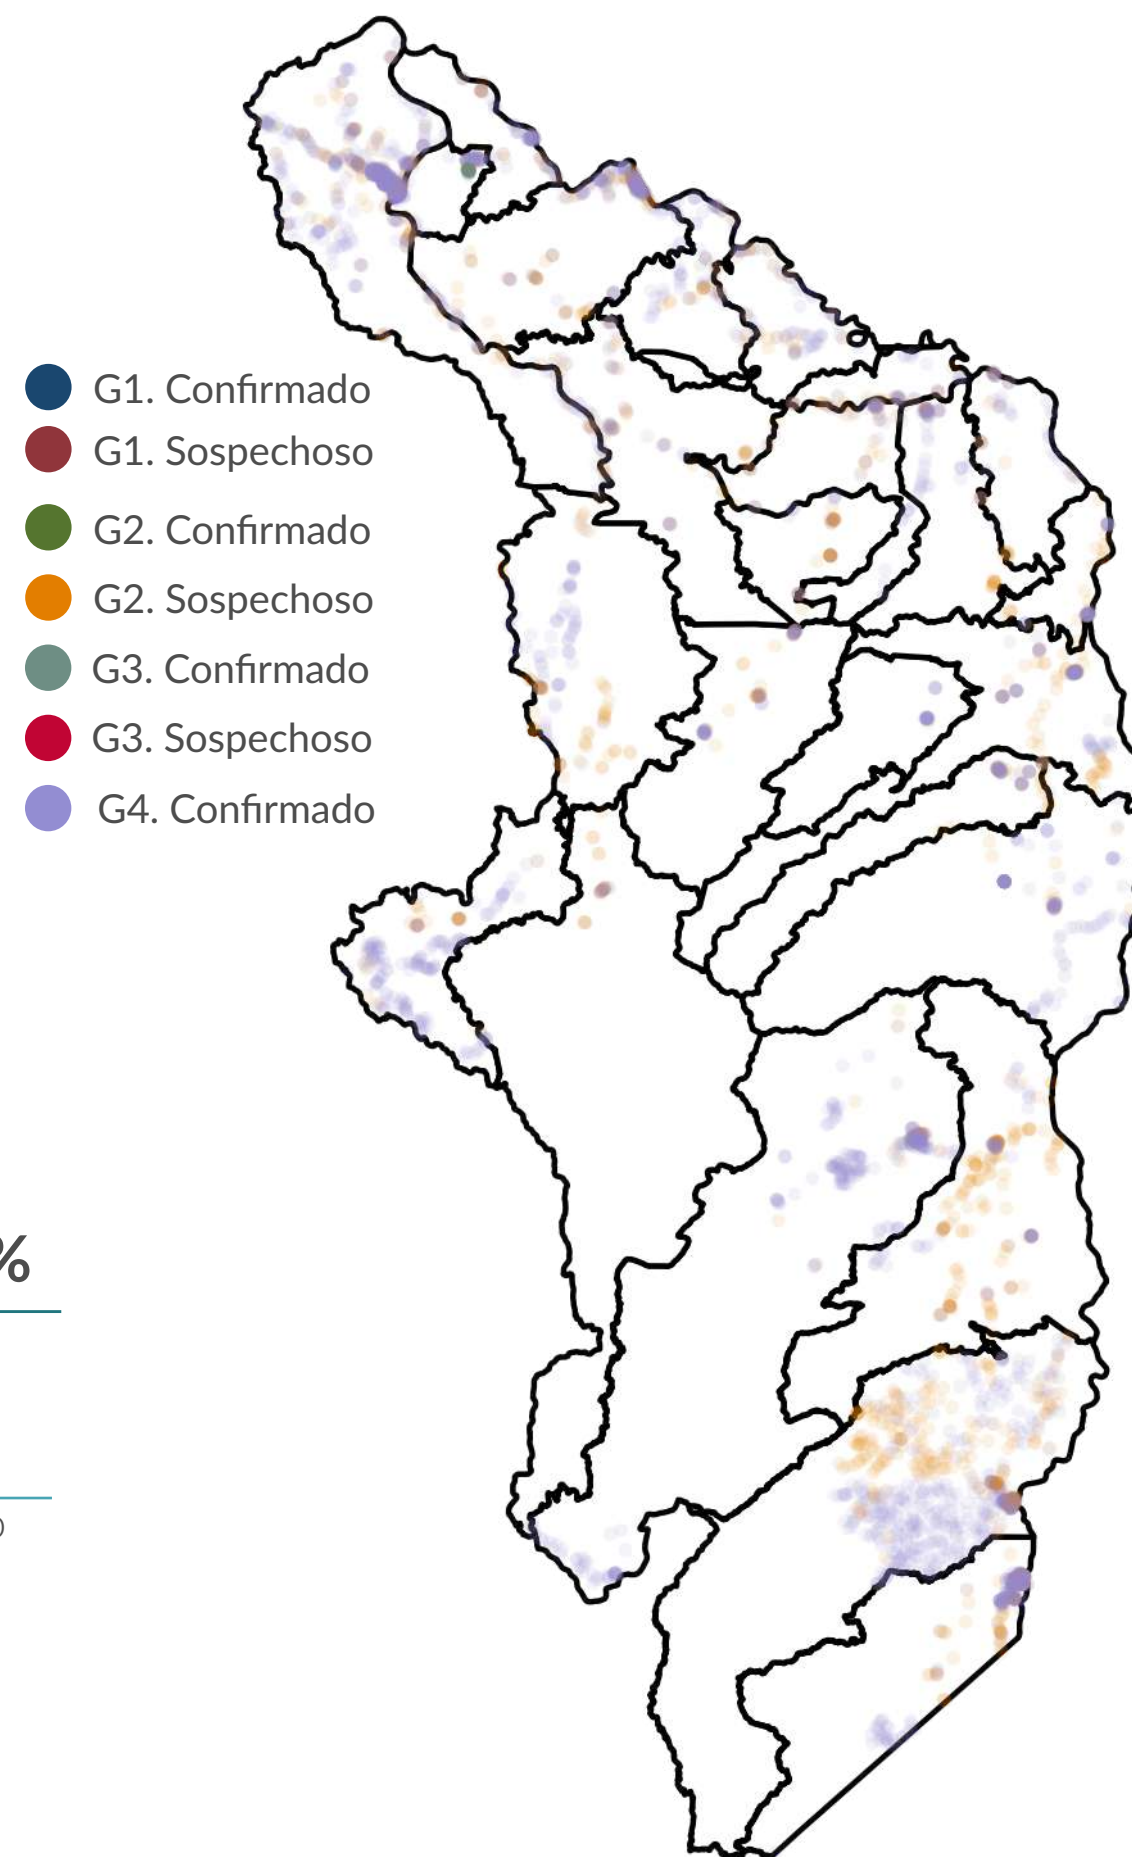 G1. Confirmado
G1. Sospechoso
G2. Confirmado
G2. Sospechoso
G3. Confirmado
G3. Sospechoso
G4. Confirmado
%